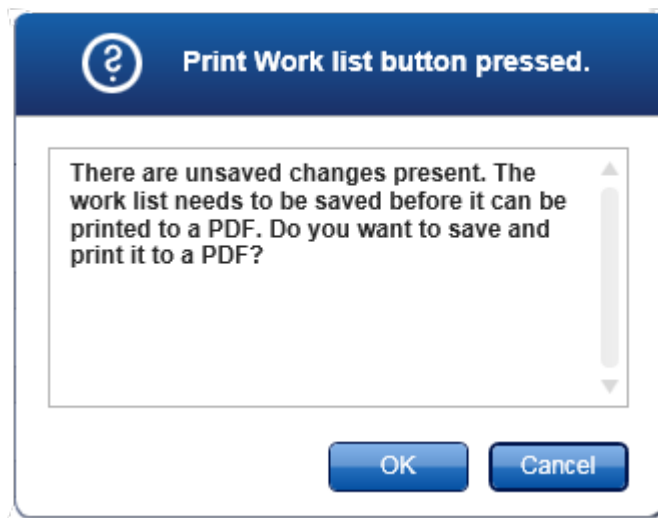 Print Work list button pressed.
There are unsaved changes present. The
work list needs to be saved before it can be
printed to a PDF. Do you want to save and
print it to a PDF?
OK
Cancel